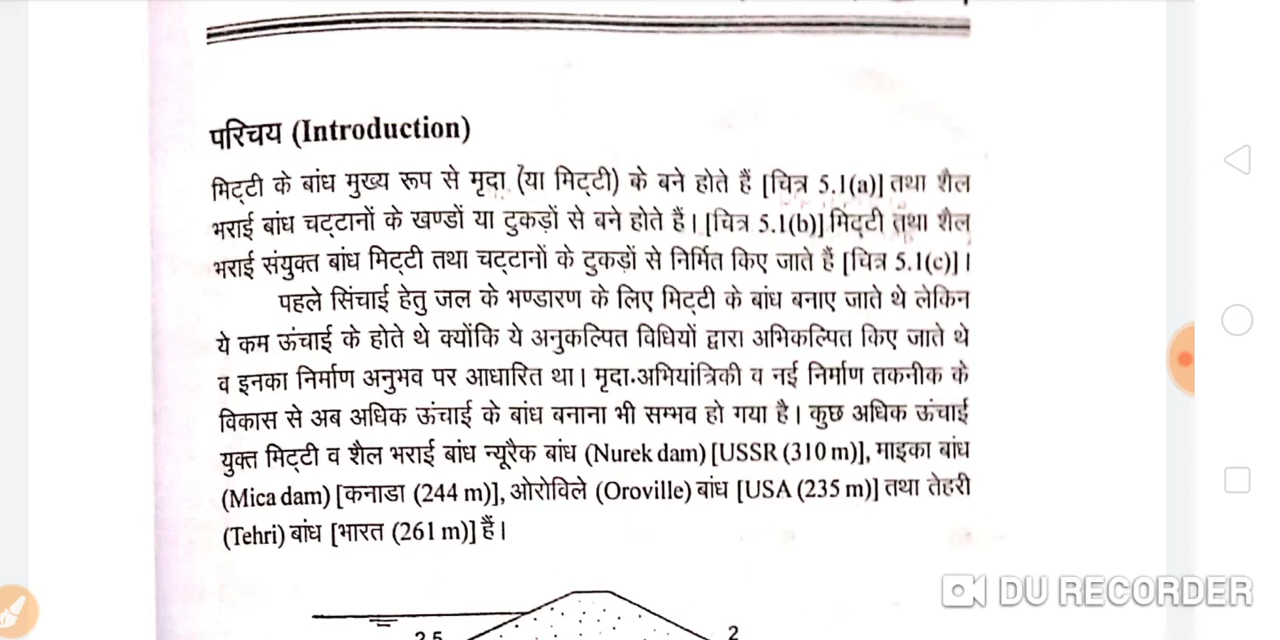 परिचय (Introduction)
मिट्टी के बांध मुख्य रूप से मृदा (या मिट्टी) के बने होते हैं [चित्र 5.1(a)] तथा शैल
भराई बांध चट्टानों के खण्डों या टुकड़ों से बने होते हैं। [चित्र 5.1(b)] मिट्टी तथा शैल
भराई संयुक्त बांध मिट्टी तथा चट्टानों के टुकड़ों से निर्मित किए जाते हैं [चित्र 5.1(c)]।
पहले सिंचाई हेतु जल के भण्डारण के लिए मिट्टी के बांध बनाए जाते थे लेकिन
ये कम ऊंचाई के होते थे क्योंकि ये अनुकल्पित विधियों द्वारा अभिकल्पित किए जाते थे
व इनका निर्माण अनुभव पर आधारित था। मृदा-अभियांत्रिकी व नई निर्माण तकनीक के
विकास से अब अधिक ऊंचाई के बांध बनाना भी सम्भव हो गया है। कुछ अधिक ऊंचाई
युक्त मिट्टी व शैल भराई बांध न्यूरैक बांध (Nurek dam) [USSR (310 m)], माइका बांध
(Mica dam) [कनाडा (244 m)], ओरोविले (Oroville) बांध [USA (235 m)] तथा तेहरी
(Tehri) बांध [भारत (261 m)] हैं।
DU RECORDER
2.5 2